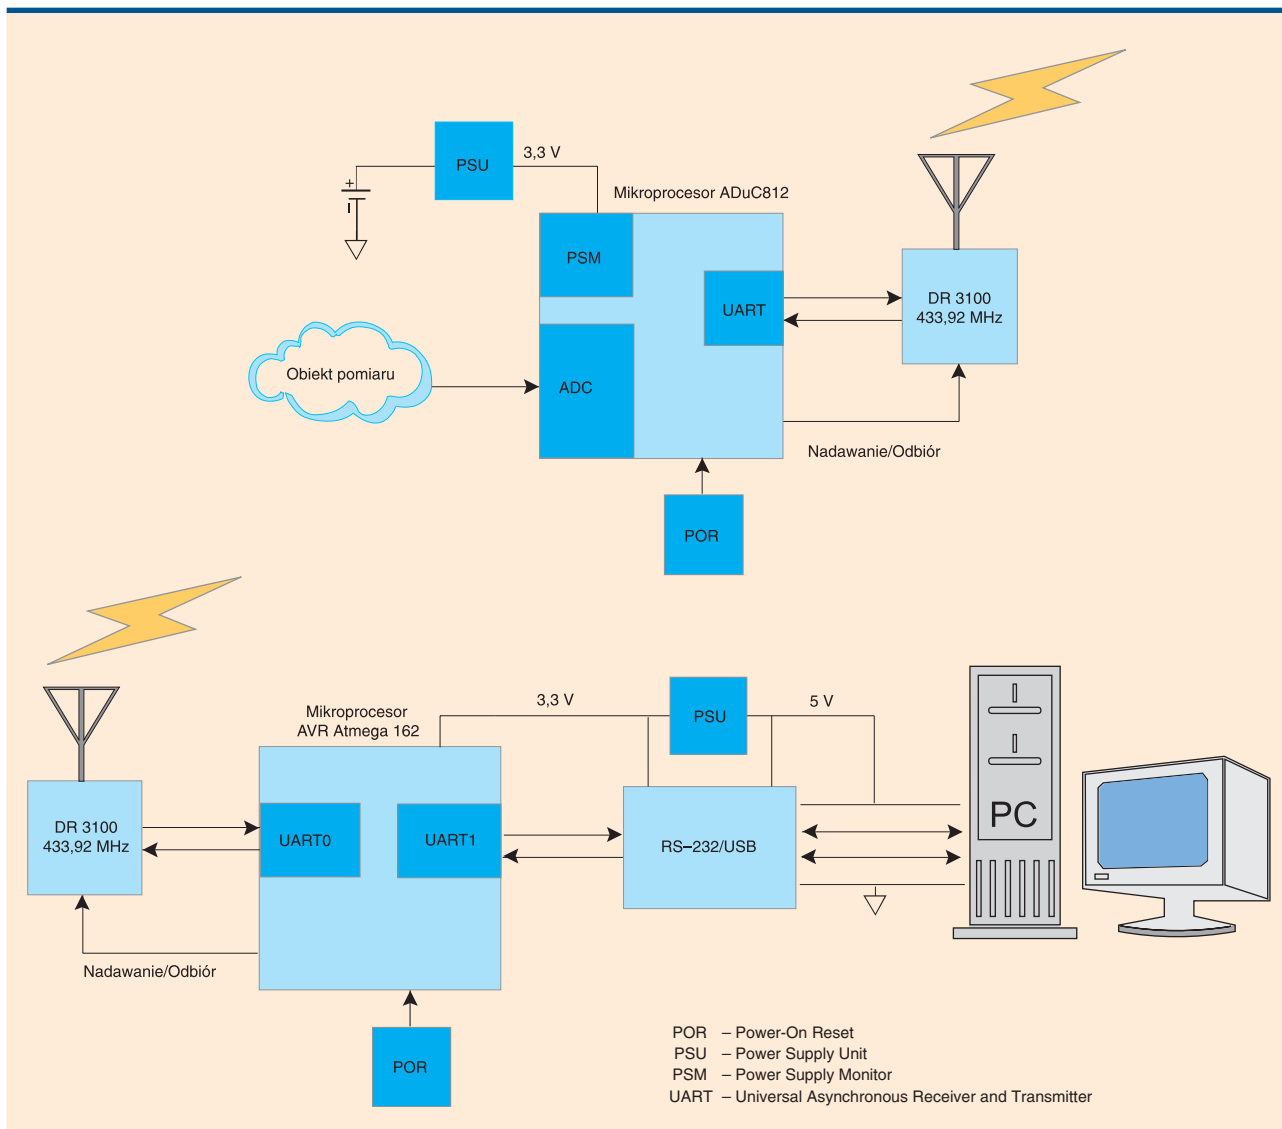 PSU
3,3 V
+
Mikroprocesor ADuC812
PSM
UART
DR 3100
433,92 MHz
Obiekt pomiaru
ADC
Nadawanie/Odbiór
POR
3,3 V
PSU
5 V
Mikroprocesor
AVR Atmega 162
DR 3100
433,92 MHz
UART0
UART1
RS–232/USB
PC
Nadawanie/Odbiór
POR
POR – Power-On Reset
PSU – Power Supply Unit
PSM – Power Supply Monitor
UART – Universal Asynchronous Receiver and Transmitter